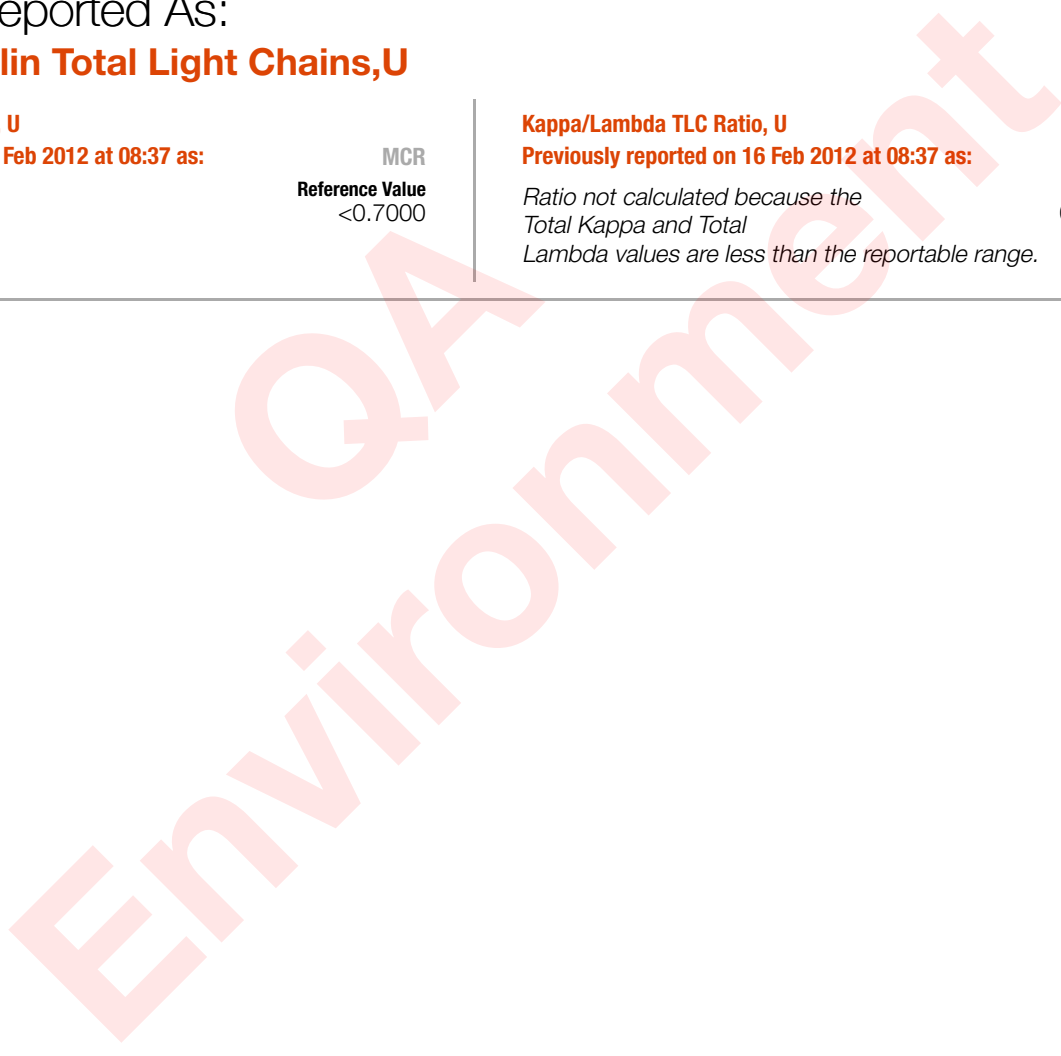 eported As:
lin Total Light Chains,U
U
Feb 2012 at 08:37 as:
MCR
Reference Value
<0.7000
Kappa/Lambda TLC Ratio, U
Previously reported on 16 Feb 2012 at 08:37 as:
Ratio not calculated because the
Total Kappa and Total
Lambda values are less than the reportable range.
QA
Environment